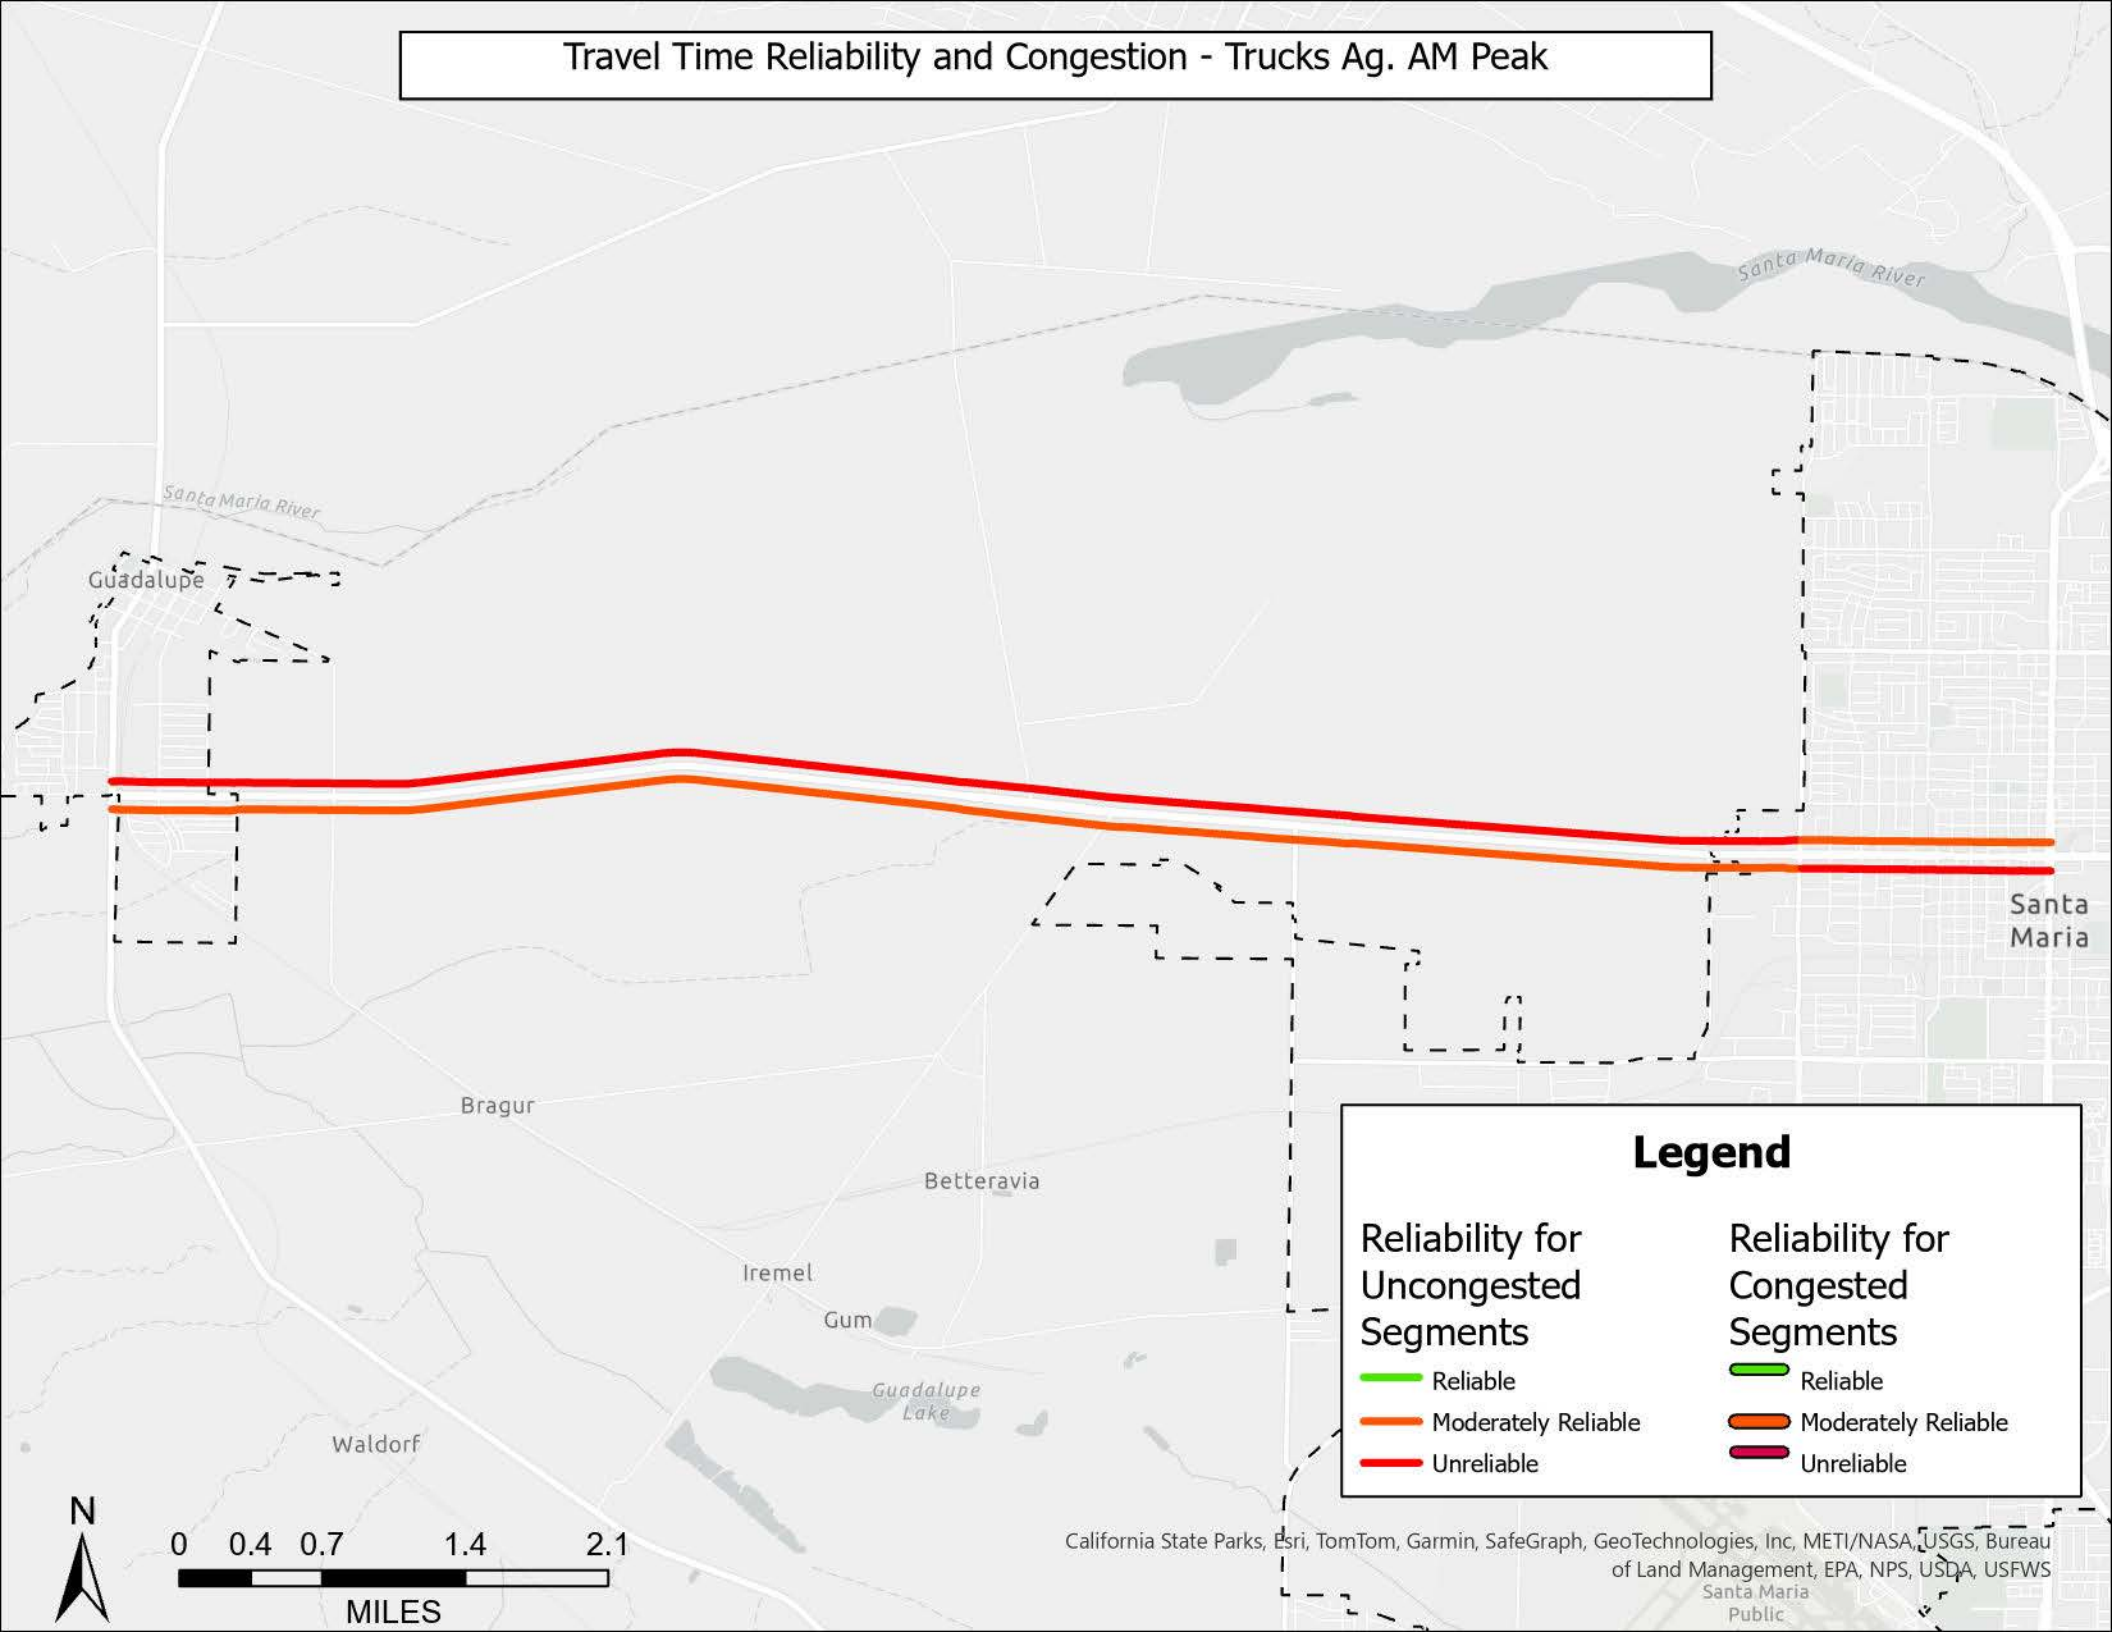 Travel Time Reliability and Congestion - Trucks Ag. AM Peak
Santa Maria River
Santa Maria River
Guadalupe
Santa
Maria
Bragur
Betteravia
Iremel
Gum
Guadalupe
Lake
Waldorf
Legend
Reliability for
Uncongested
Segments
Reliable
Moderately Reliable
Unreliable
Reliability for
Congested
Segments
Reliable
Moderately Reliable
Unreliable
N
0 0.4 0.7 1.4 2.1
MILES
California State Parks, Esri, TomTom, Garmin, SafeGraph, GeoTechnologies, Inc, METI/NASA, USGS, Bureau
of Land Management, EPA, NPS, USDA, USFWS
Santa Maria
Public